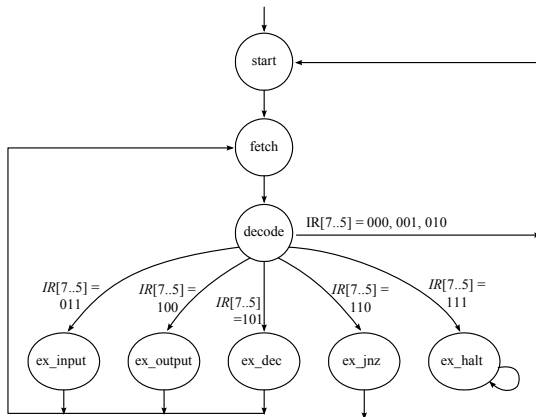 start
fetch
decode
IR[7..5] = 000, 001, 010
IR[7..5] =
011
IR[7..5] =
100
IR[7..5]
=101
IR[7..5] =
110
IR[7..5] =
111
ex_input
ex_output
ex_dec
ex_jnz
ex_halt